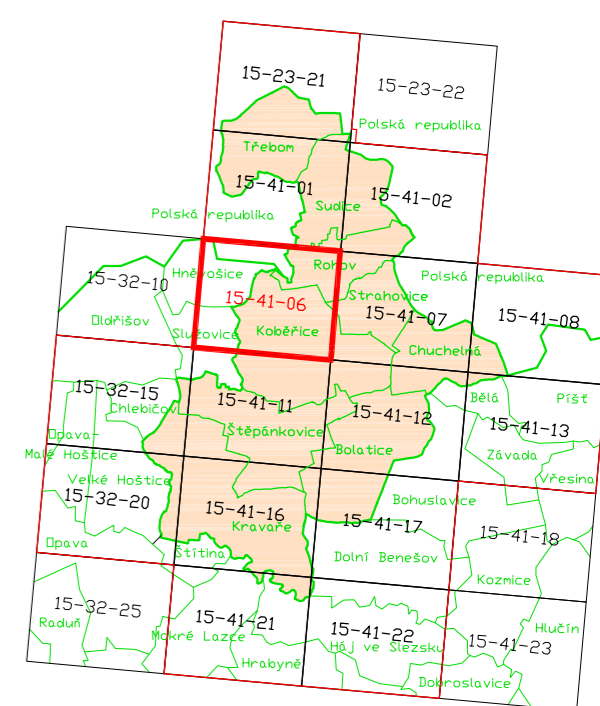 15-23-21
15-23-22
Polská republika
Třebom
15-41-01
15-41-02
Sudice
Polská republika
Hněvošice
Rohov
Polská republika
15-32-10
15-41-06
Strahovice
15-41-07
15-41-08
Oldřišov
Služovice
Koběřice
Chuchelná
15-32-15
Chlebičov
15-41-11
15-41-12
Bělá
Píšť
15-41-13
Opava-
Malé Hoštice
Štěpánkovice
Bolatice
Závada
Vřesina
Velké Hoštice
15-32-20
15-41-16
Kravaře
Bohuslavice
15-41-17
15-41-18
Opava
Štítina
Dolní Benešov
Kozmice
15-32-25
Raduň
15-41-21
Mokré Lazce
15-41-22
Háj ve Slezsku
15-41-23
Hlučín
Hrabyně
Dobroslavice